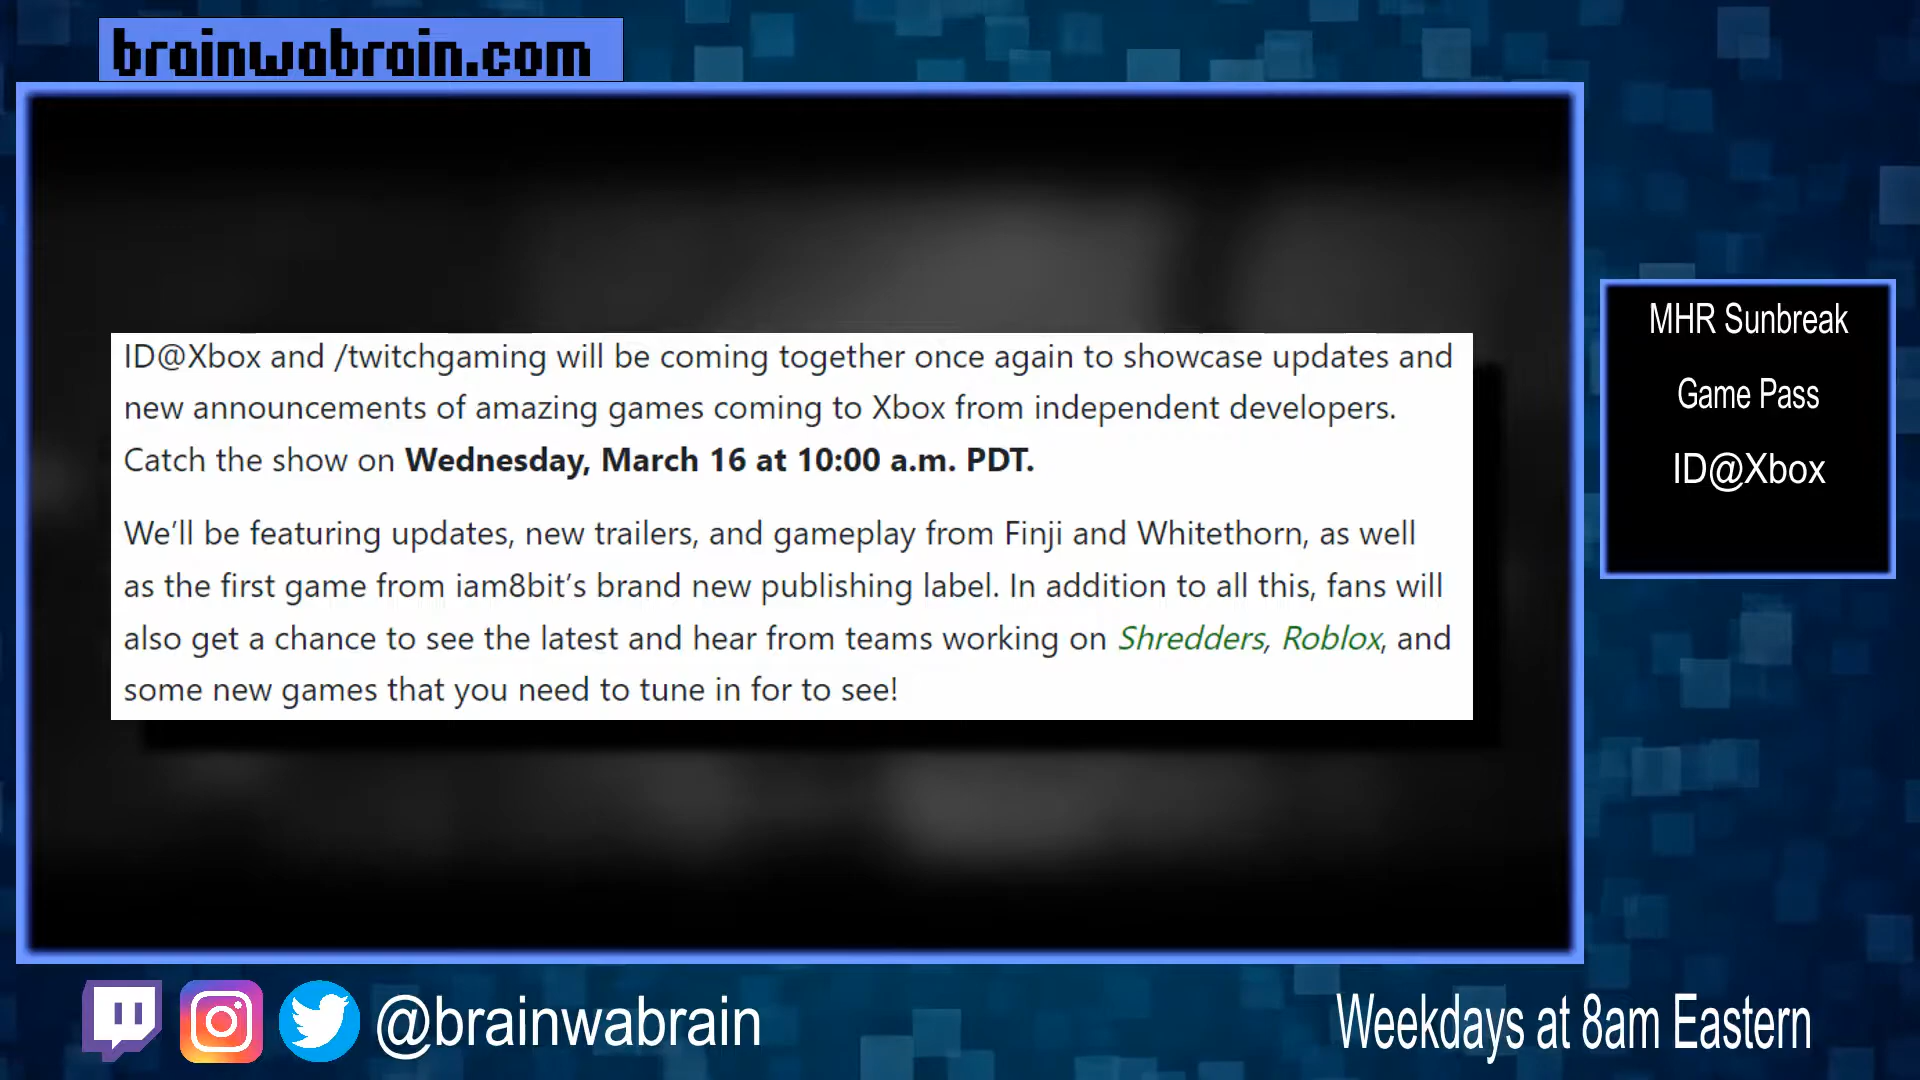 brainwabrain.com
ID@Xbox and /twitchgaming will be coming together once again to showcase updates and
new announcements of amazing games coming to Xbox from independent developers.
Catch the show on Wednesday, March 16 at 10:00 a.m. PDT.
We’ll be featuring updates, new trailers, and gameplay from Finji and Whitethorn, as well
as the first game from iam8bit’s brand new publishing label. In addition to all this, fans will
also get a chance to see the latest and hear from teams working on Shredders, Roblox, and
some new games that you need to tune in for to see!
MHR Sunbreak
Game Pass
ID@Xbox
@brainwabrain
Weekdays at 8am Eastern